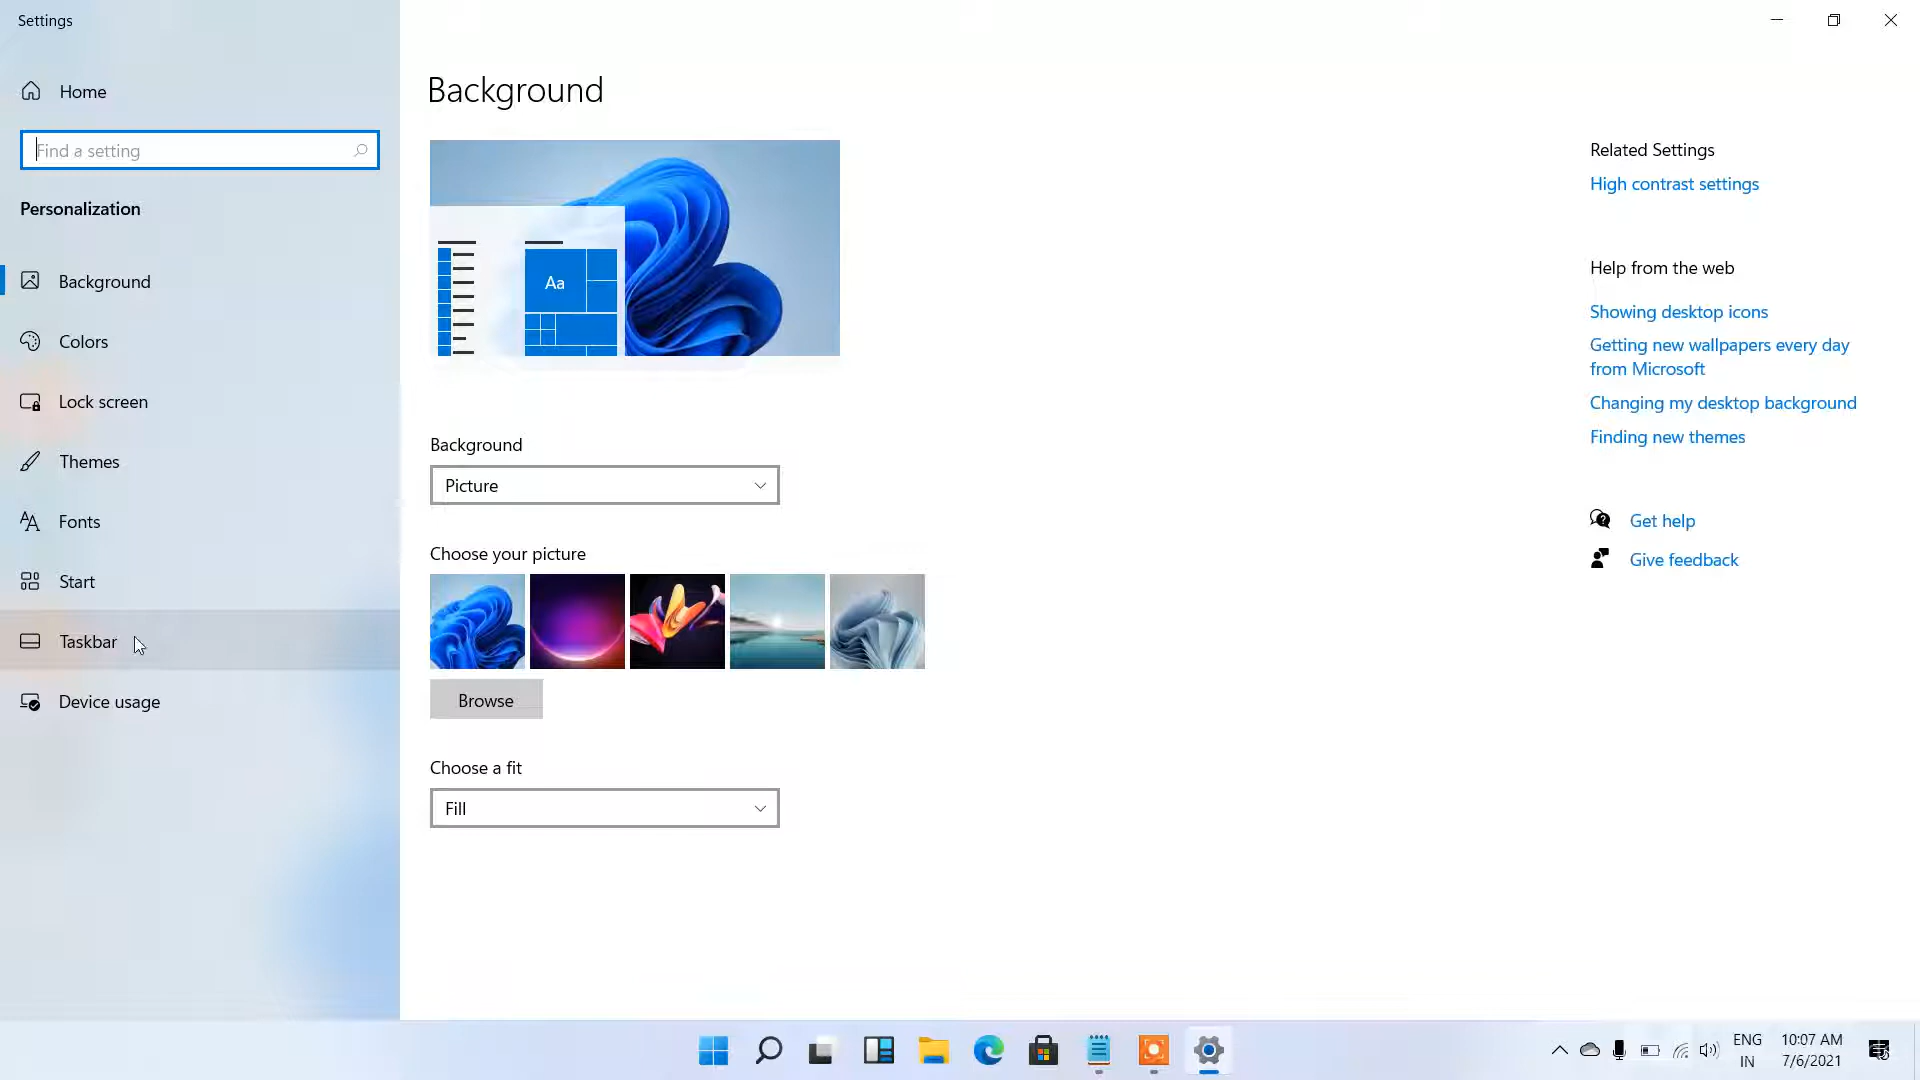 Settings
Home
Find a setting
Personalization
Background
Colors
Lock screen
Themes
Fonts
Start
Taskbar
Device usage
Background
Aa
Background
Picture
Choose your picture
Browse
Choose a fit
Fill
Related Settings
High contrast settings
Help from the web
Showing desktop icons
Getting new wallpapers every day
from Microsoft
Changing my desktop background
Finding new themes
Get help
Give feedback
ENG
IN
10:07 AM
7/6/2021